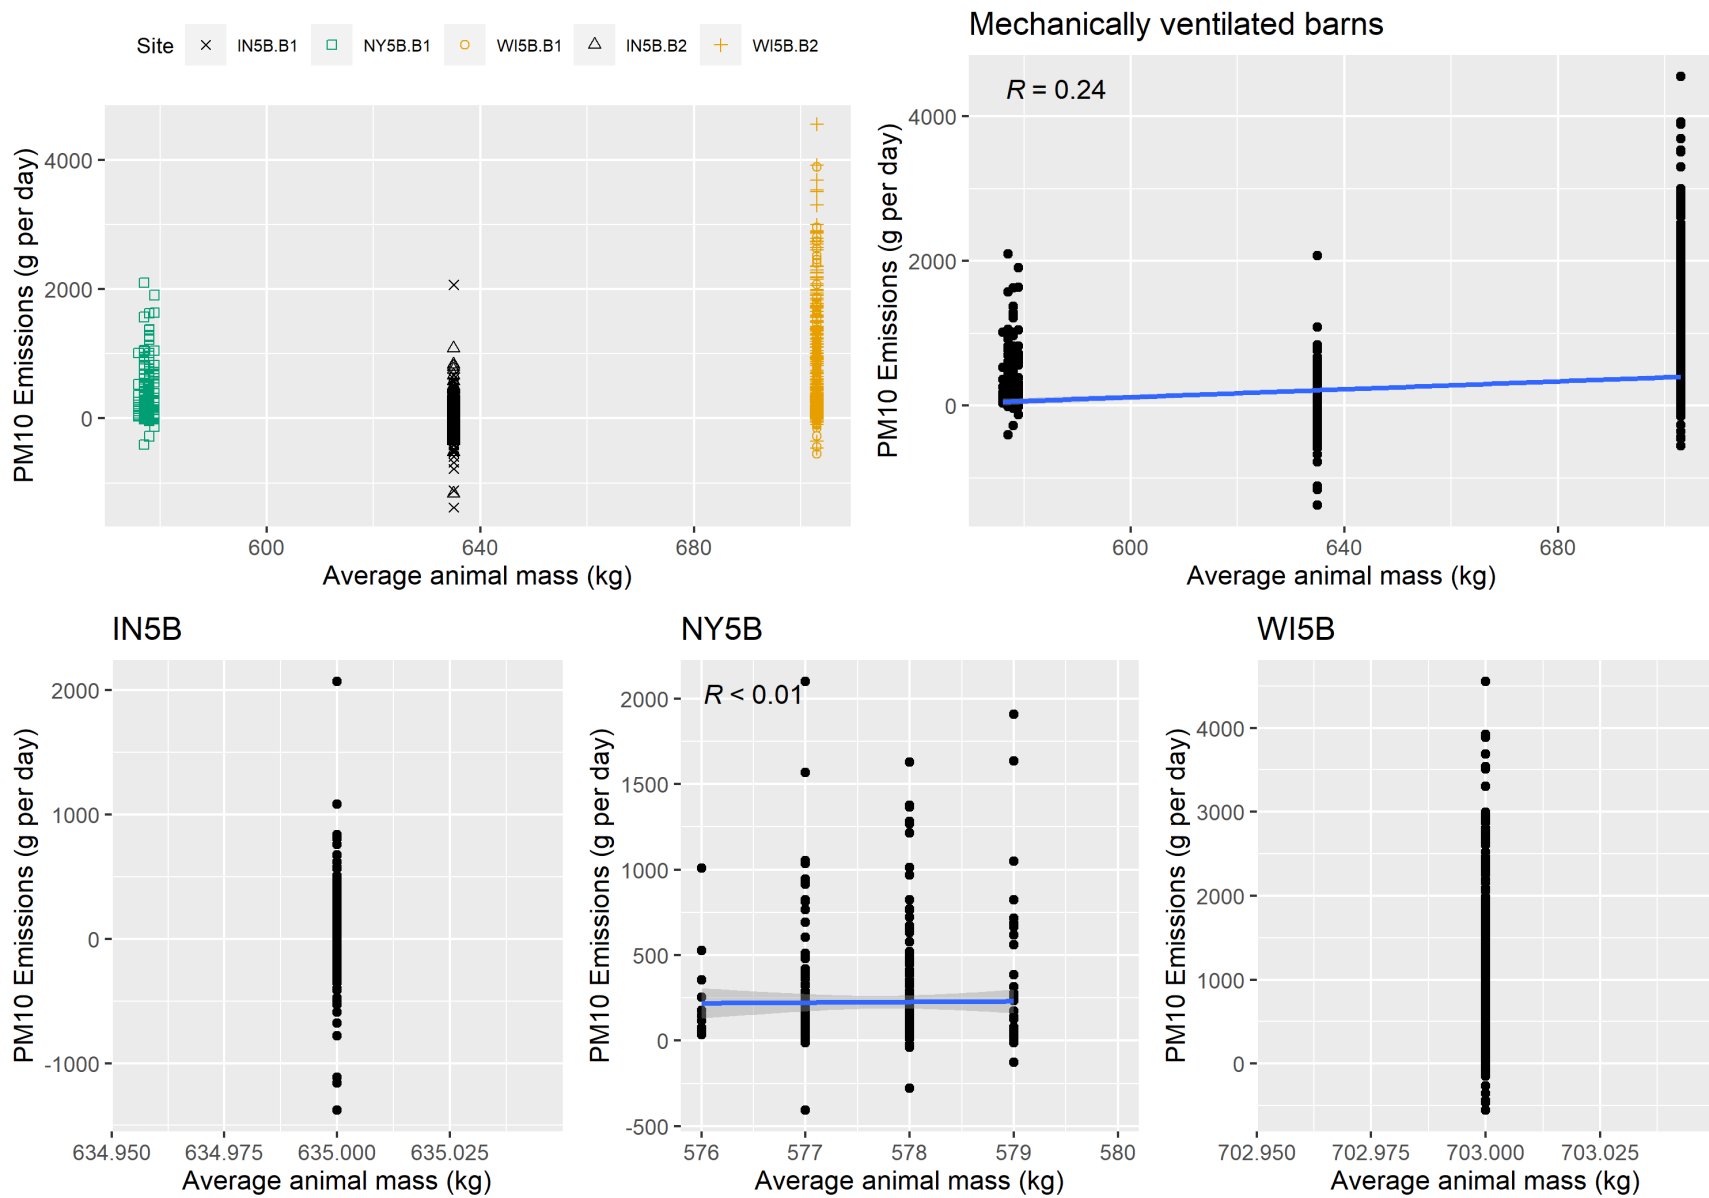 Site IN5B.B1 NY5B.B1 WI5B.B1 IN5B.B2 WI5B.B2
PM10 Emissions (g per day)
4000
2000
0
600 640 680
Average animal mass (kg)
Mechanically ventilated barns
R = 0.24
PM10 Emissions (g per day)
4000
2000
0
600 640 680
Average animal mass (kg)
IN5B
PM10 Emissions (g per day)
2000
1000
0
-1000
634.950 634.975 635.000 635.025
Average animal mass (kg)
NY5B
R < 0.01
PM10 Emissions (g per day)
2000
1500
1000
500
0
-500
576 577 578 579 580
Average animal mass (kg)
WI5B
PM10 Emissions (g per day)
4000
3000
2000
1000
0
702.950 702.975 703.000 703.025
Average animal mass (kg)